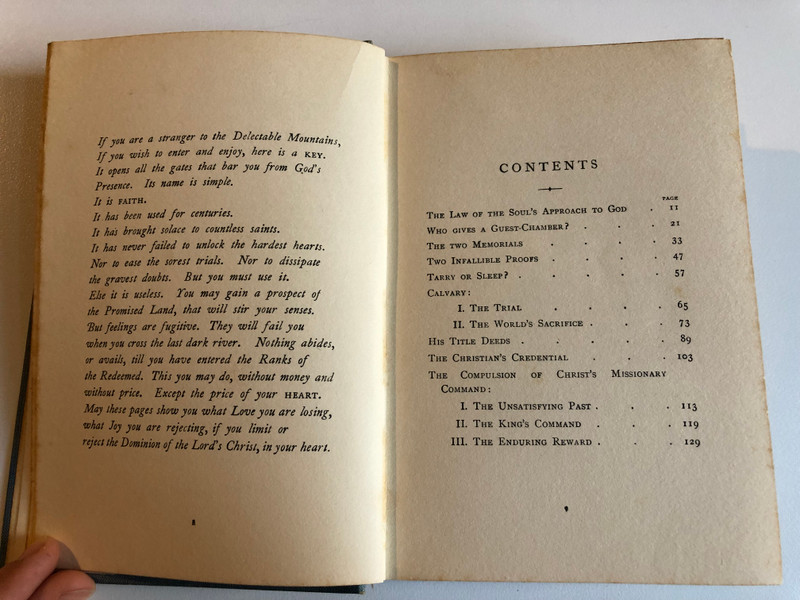 If you are a stranger to the Delectable Mountains,
If you wish to enter and enjoy, here is a KEY.
It opens all the gates that bar you from God's
Presence. Its name is simple.
It is FAITH.
It has been used for centuries.
It has brought solace to countless saints.
It has never failed to unlock the hardest hearts.
Nor to ease the sorest trials. Nor to dissipate
the gravest doubts. But you must use it.
Else it is useless. You may gain a prospect of
the Promised Land, that will stir your senses.
But feelings are fugitive. They will fail you
when you cross the last dark river. Nothing abides,
or avails, till you have entered the Ranks of
the Redeemed. This you may do, without money and
without price. Except the price of your HEART.
May these pages show you what Love you are losing,
what Joy you are rejecting, if you limit or
reject the Dominion of the Lord's Christ, in your heart.
8
CONTENTS
PAGE
THE LAW OF THE SOUL'S APPROACH TO GOD . 11
WHO GIVES A GUEST-CHAMBER? . . . 21
THE TWO MEMORIALS . . . . 33
TWO INFALLIBLE PROOFS . . . . 47
TARRY OR SLEEP? . . . . . 57
CALVARY:
I. THE TRIAL . . . . 65
II. THE WORLD'S SACRIFICE . . . 73
HIS TITLE DEEDS . . . . . 89
THE CHRISTIAN'S CREDENTIAL . . . 103
THE COMPULSION OF CHRIST'S MISSIONARY
COMMAND:
I. THE UNSATISFYING PAST . . . 113
II. THE KING'S COMMAND . . . 119
III. THE ENDURING REWARD . . . 129
9